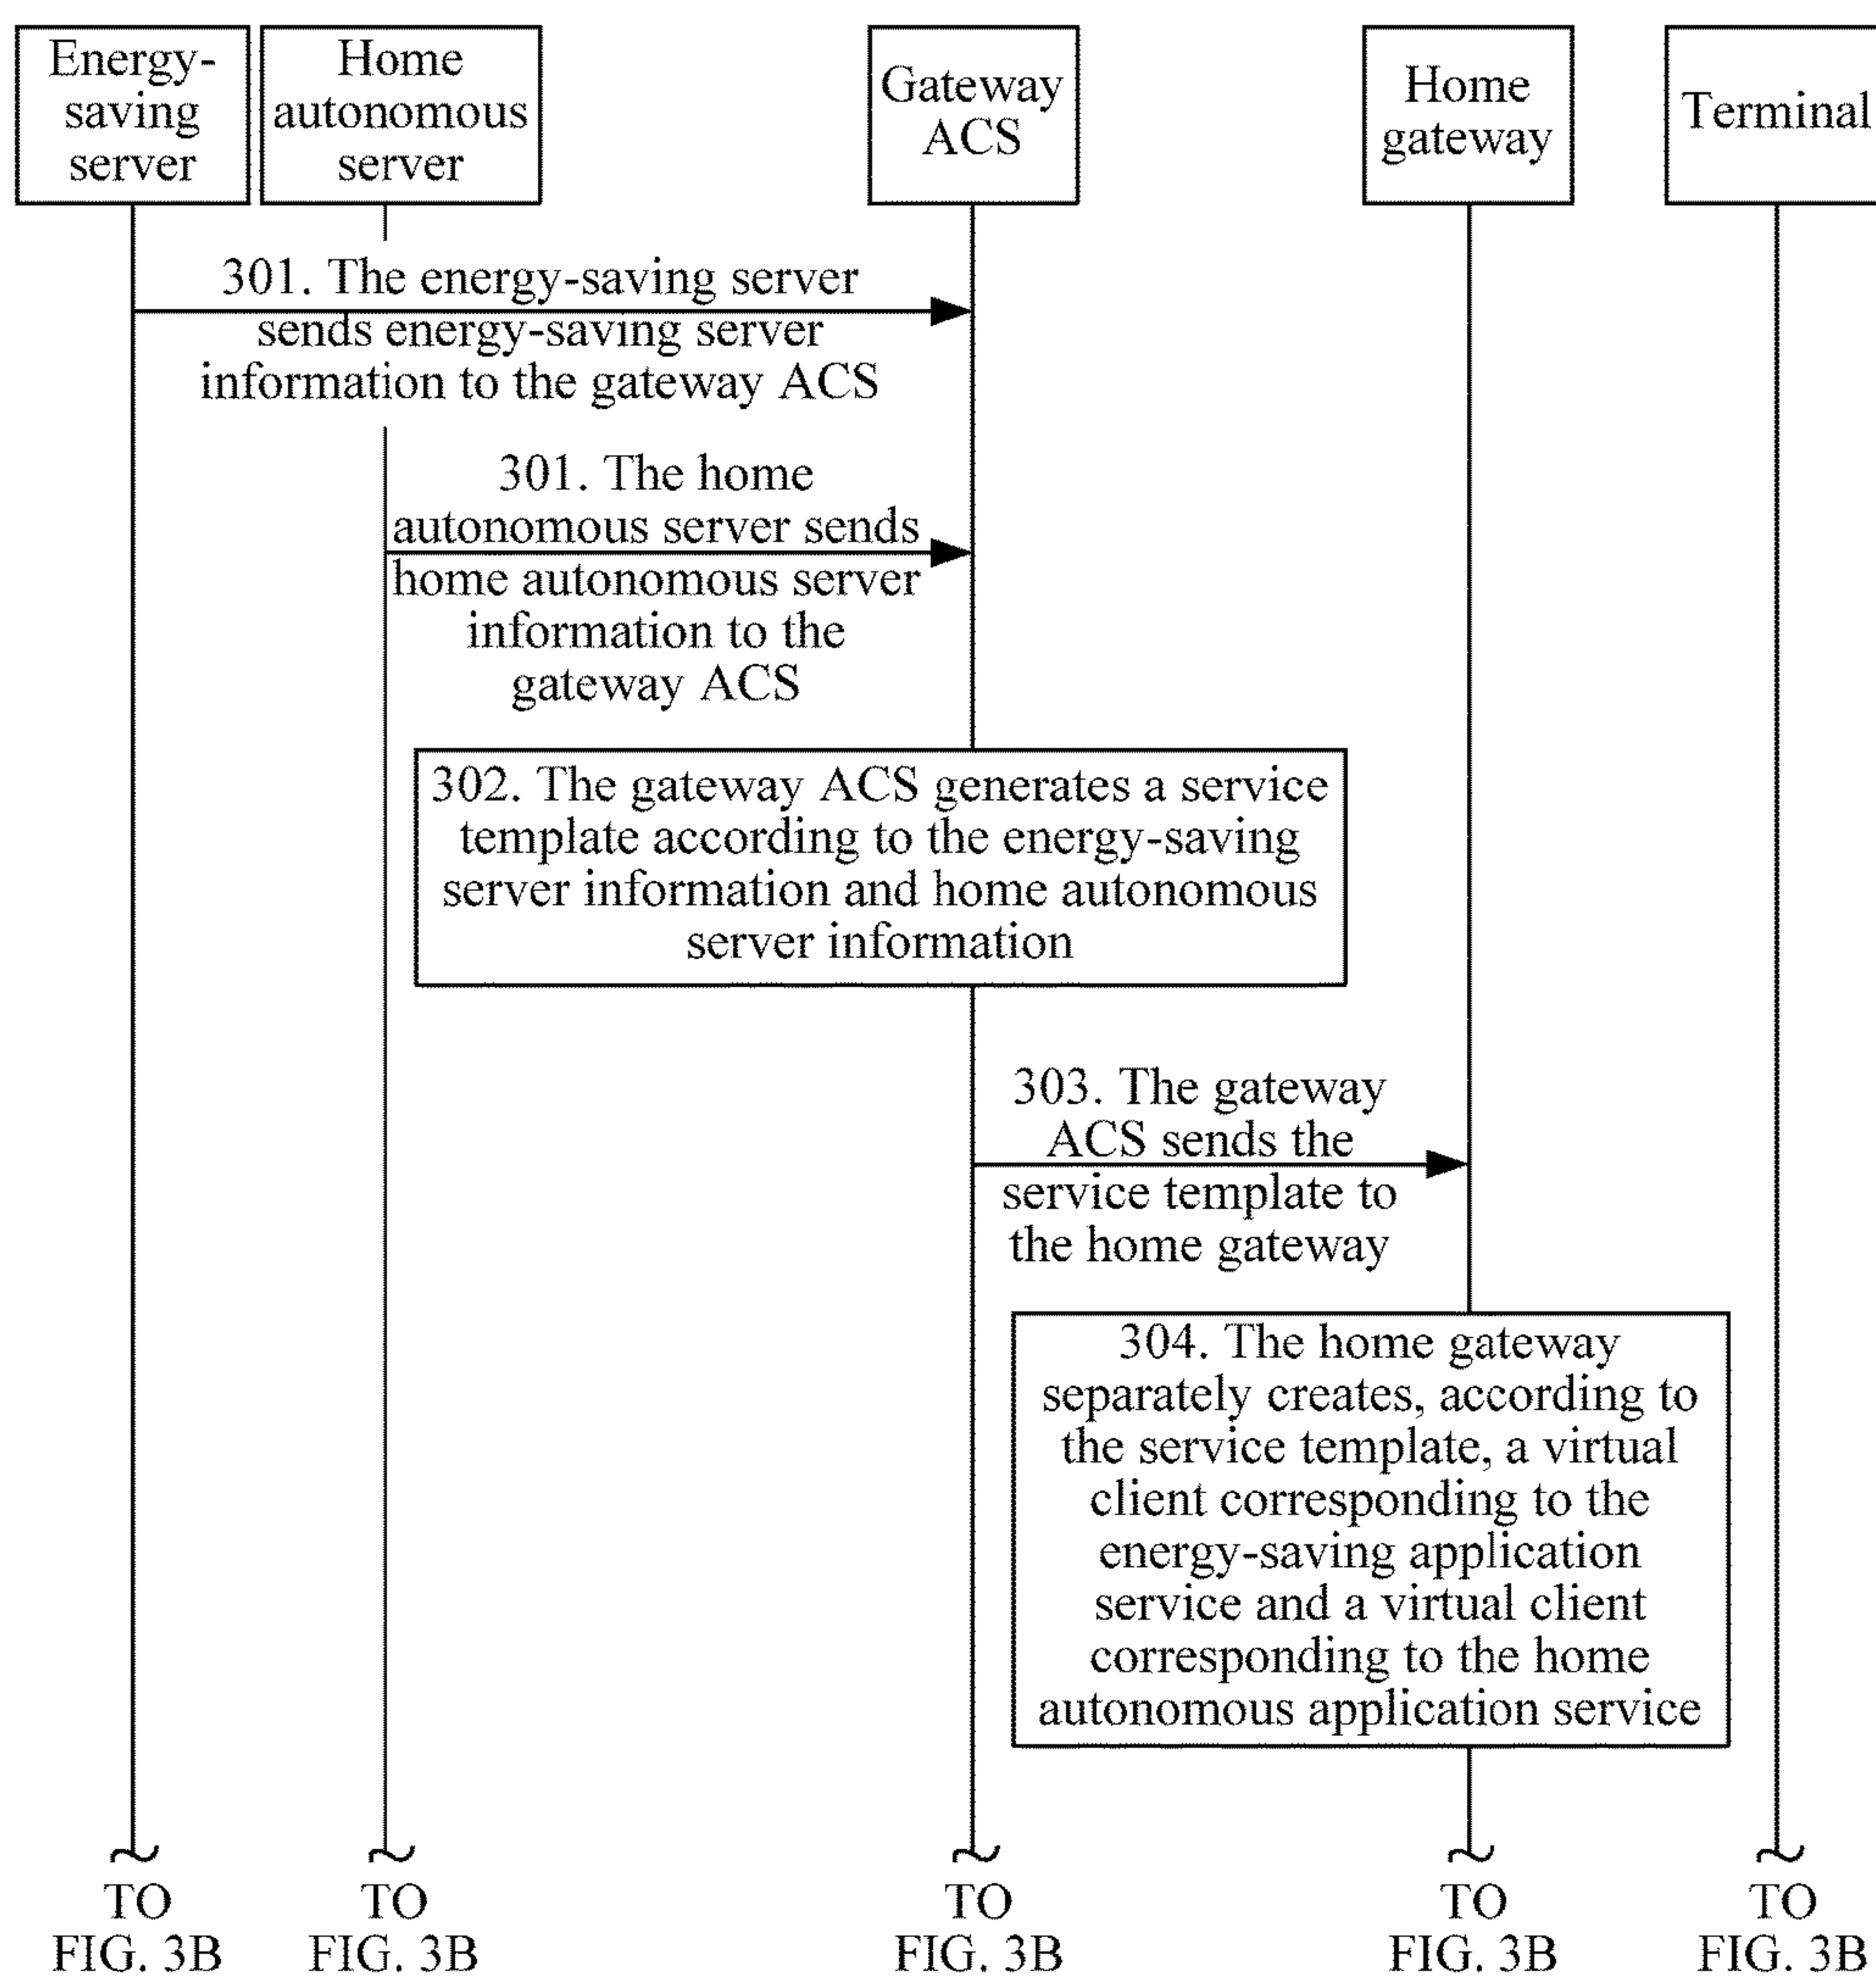 Energy-
saving
server
Home
autonomous
server
Gateway
ACS
Home
gateway
Terminal
301. The energy-saving server
sends energy-saving server
information to the gateway ACS
301. The home
autonomous server sends
home autonomous server
information to the
gateway ACS
302. The gateway ACS generates a service
template according to the energy-saving
server information and home autonomous
server information
303. The gateway
ACS sends the
service template to
the home gateway
304. The home gateway
separately creates, according to
the service template, a virtual
client corresponding to the
energy-saving application
service and a virtual client
corresponding to the home
autonomous application service
TO
FIG. 3B
TO
FIG. 3B
TO
FIG. 3B
TO
FIG. 3B
TO
FIG. 3B